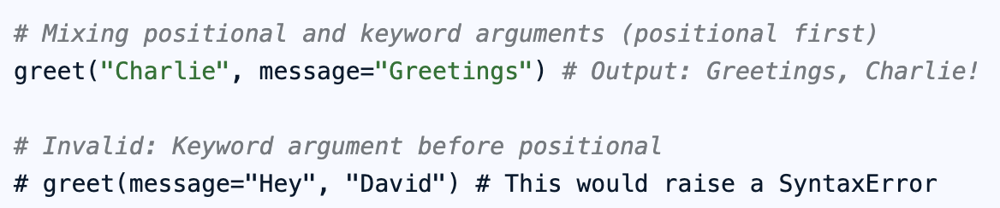 # Mixing positional and keyword arguments (positional first)
greet("Charlie", message="Greetings") # Output: Greetings, Charlie!
# Invalid: Keyword argument before positional
# greet(message="Hey", "David") # This would raise a SyntaxError